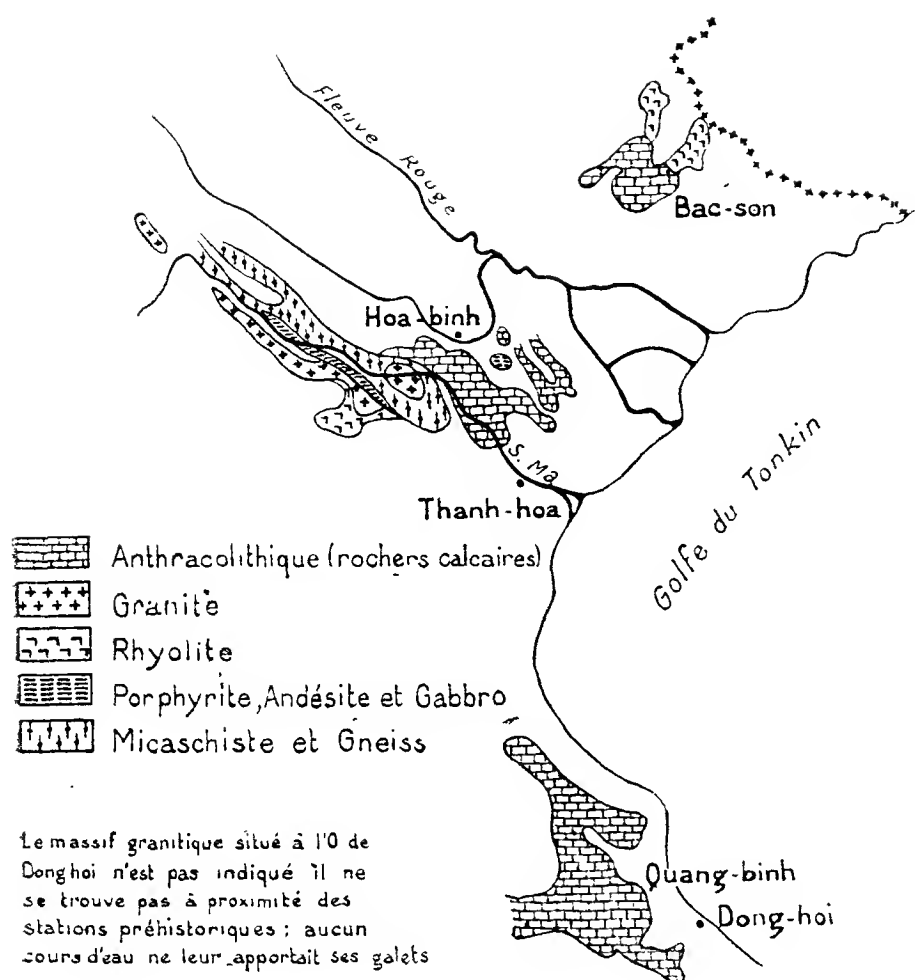 Fleuve Rouge
Bac-son
Hoa-binh
S. Ma
Thanh-hoa
Golfe du Tonkin
Anthracolithique (rochers calcaires)
Granite
Rhyolite
Porphyrite, Andésite et Gabbro
Micaschiste et Gneiss
Quang-binh
Dong-hoi
Le massif granitique situé à l'O de
Donghoi n'est pas indiqué il ne
se trouve pas à proximité des
stations préhistoriques : aucun
cours d'eau ne leur apportait ses galets